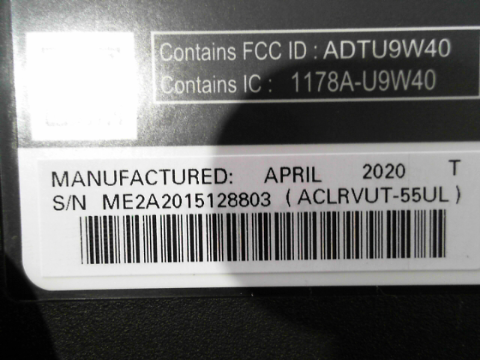 Contains FCC ID : ADTU9W40
Contains IC : 1178A-U9W40
MANUFACTURED: APRIL 2020 T
S/N ME2A2015128803 (ACLRVUT-55UL)